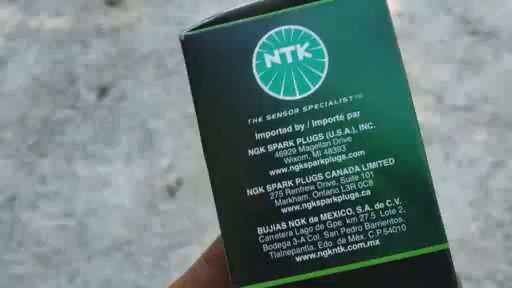 NTK
THE SENSOR SPECIALIST™
imported by / Importé par
NGK SPARK PLUGS (U.S.A.), INC.
46929 Magellan Drive
Wixom, MI 48393
www.ngksparkplugs.com
NGK SPARK PLUGS CANADA LIMITED
275 Renfrew Drive, Suite 101
Markham, Ontario L3R 0C8
www.ngksparkplugs.ca
BUJÍAS NGK de MEXICO, S.A. de C.V.
Carretera Lago de Gpe. km 27.5 Lote 2,
Bodega 3-A Col. San Pedro Barrientos,
Tlalnepantla, Edo. de Méx. C.P.54010
www.ngkntk.com.mx